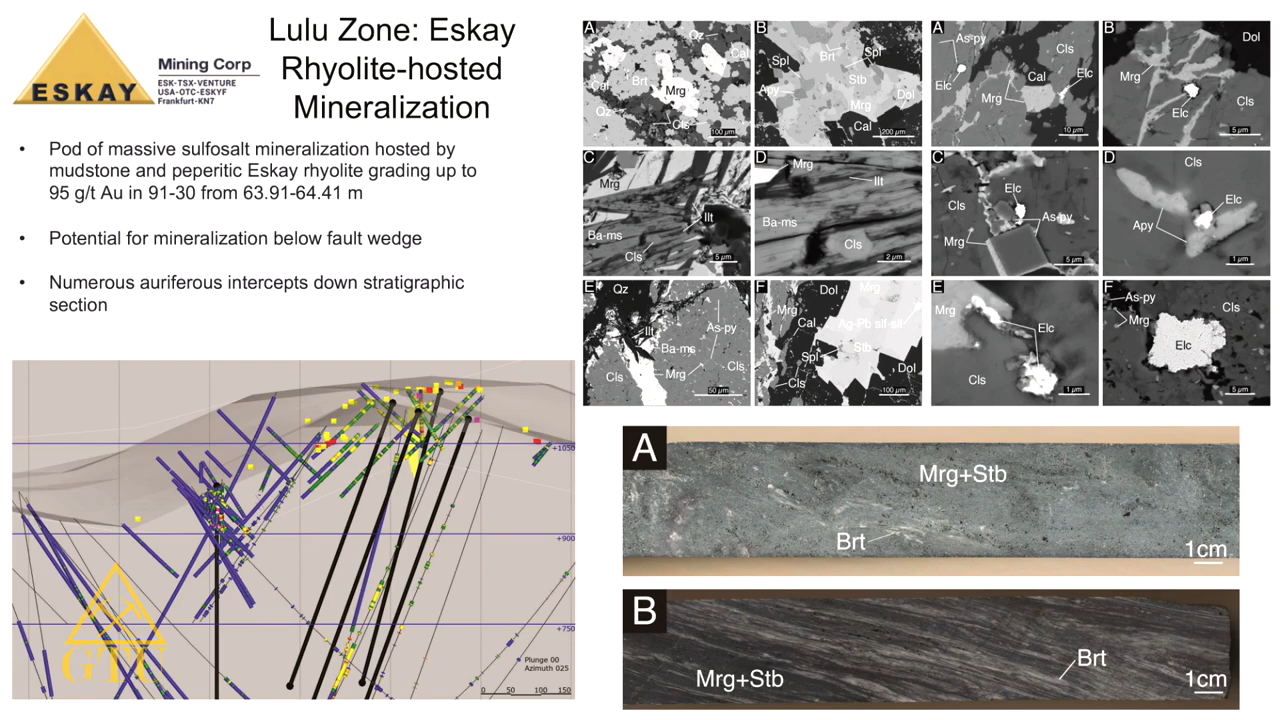 Lulu Zone: Eskay
Rhyolite-hosted
Mineralization
ESKAY
Mining Corp
ESK-TSX-VENTURE
USA-OTC-ESKYF
Frankfurt-KN7
• Pod of massive sulfosalt mineralization hosted by
mudstone and peperitic Eskay rhyolite grading up to
95 g/t Au in 91-30 from 63.91-64.41 m
• Potential for mineralization below fault wedge
• Numerous auriferous intercepts down stratigraphic
section
+1050
+900
+750
GTC
Plunge 00
Azimuth 025
0 50 100 150
A
Qz
Cal
Cal
Brt
Mrg
Qz
Cls
100 µm
B
Brt
Spl
Spl
Stb
Apy
Mrg
Dol
Cal
200 µm
C
Mrg
Ilt
Ba-ms
Cls
5 µm
D
Mrg
Ilt
Ba-ms
Cls
2 µm
E
Qz
Ilt
As-py
Ba-ms
Cls
Mrg
Cls
50 µm
F
Dol
Mrg
Mrg
Cal
Ag-Pb slf-slt
Spl
Stb
Dol
Cls
100 µm
A
As-py
Cls
Elc
Cal
Elc
Mrg
10 µm
B
Dol
Mrg
Elc
Cls
5 µm
C
Elc
Cls
As-py
Mrg
5 µm
D
Cls
Elc
Apy
1 µm
E
Mrg
Elc
Cls
1 µm
F
As-py
Mrg
Cls
Elc
5 µm
A
Mrg+Stb
Brt
1cm
B
Brt
Mrg+Stb
1cm